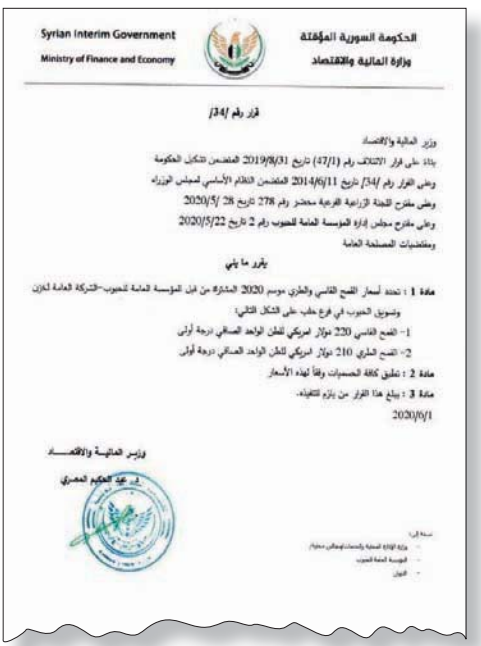 Syrian Interim Government
Ministry of Finance and Economy
الحكومة السورية المؤقتة
وزارة المالية والاقتصاد
قرار رقم /34/
وزير المالية والاقتصاد
بناءً على قرار الائتلاف رقم (47/1) تاريخ 2019/8/31 المتضمن تشكيل الحكومة
وعلى القرار رقم /34/ تاريخ 2014/6/11 المتضمن النظام الأساسي لمجلس الوزراء
وعلى مقترح اللجنة الزراعية الفرعية محضر رقم 278 تاريخ 28 /2020/5
وعلى مقترح مجلس إدارة المؤسسة العامة للحبوب رقم 2 تاريخ 2020/5/22
ومقتضيات المصلحة العامة
يقرر ما يلي
مادة 1 : تحدد أسعار القمح القاسي والطري موسم 2020 المشتراة من قبل المؤسسة العامة للحبوب-الشركة العامة لخزن
وتسويق الحبوب في فرع حلب على الشكل التالي:
1- القمح القاسي 220 دولار امريكي للطن الواحد الصافي درجة أولى
2- القمح الطري 210 دولار امريكي للطن الواحد الصافي درجة أولى
مادة 2 : تطبق كافة الحسميات وفقاً لهذه الأسعار
مادة 3 : يبلغ هذا القرار من يلزم لتنفيذه.
2020/6/1
وزير المالية والاقتصاد
د. عبد الحكيم المصري
نسخة إلى:
- وزارة الإدارة المحلية والخدمات
- المؤسسة العامة للحبوب
- الديوان